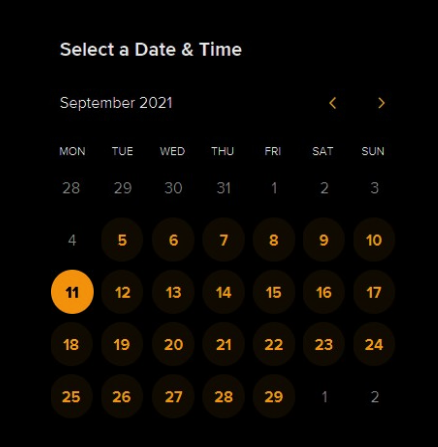 Select a Date & Time
September 2021
MON TUE WED THU FRI SAT SUN
28 29 30 31 1 2 3
4 5 6 7 8 9 10
11 12 13 14 15 16 17
18 19 20 21 22 23 24
25 26 27 28 29 1 2